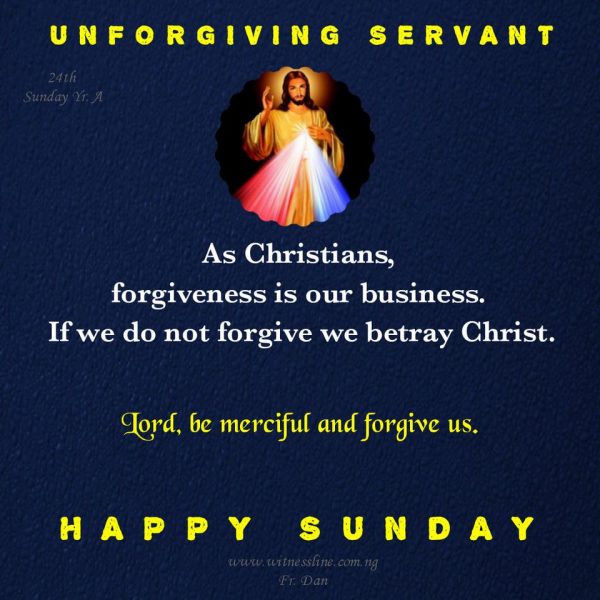 UNFORGIVING SERVANT
24th
Sunday Yr. A
As Christians,
forgiveness is our business.
If we do not forgive we betray Christ.
Lord, be merciful and forgive us.
HAPPY SUNDAY
www.witnessline.com.ng
Fr. Dan